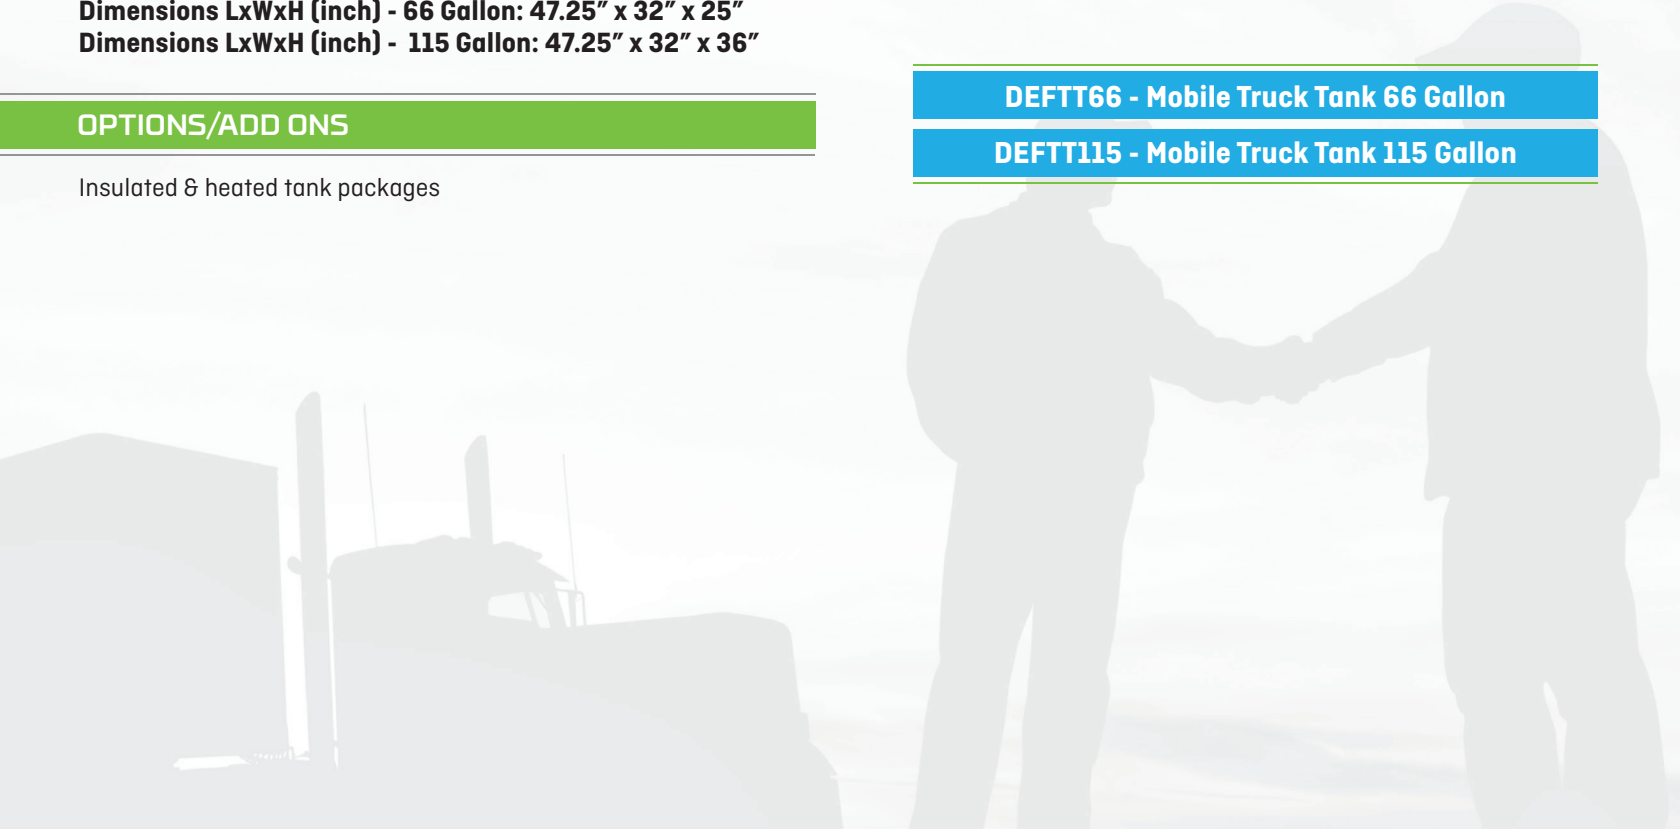 Dimensions LxWxH (inch) - 66 Gallon: 47.25″ x 32″ x 25″
Dimensions LxWxH (inch) - 115 Gallon: 47.25″ x 32″ x 36″
OPTIONS/ADD ONS
Insulated & heated tank packages
DEFTT66 - Mobile Truck Tank 66 Gallon
DEFTT115 - Mobile Truck Tank 115 Gallon